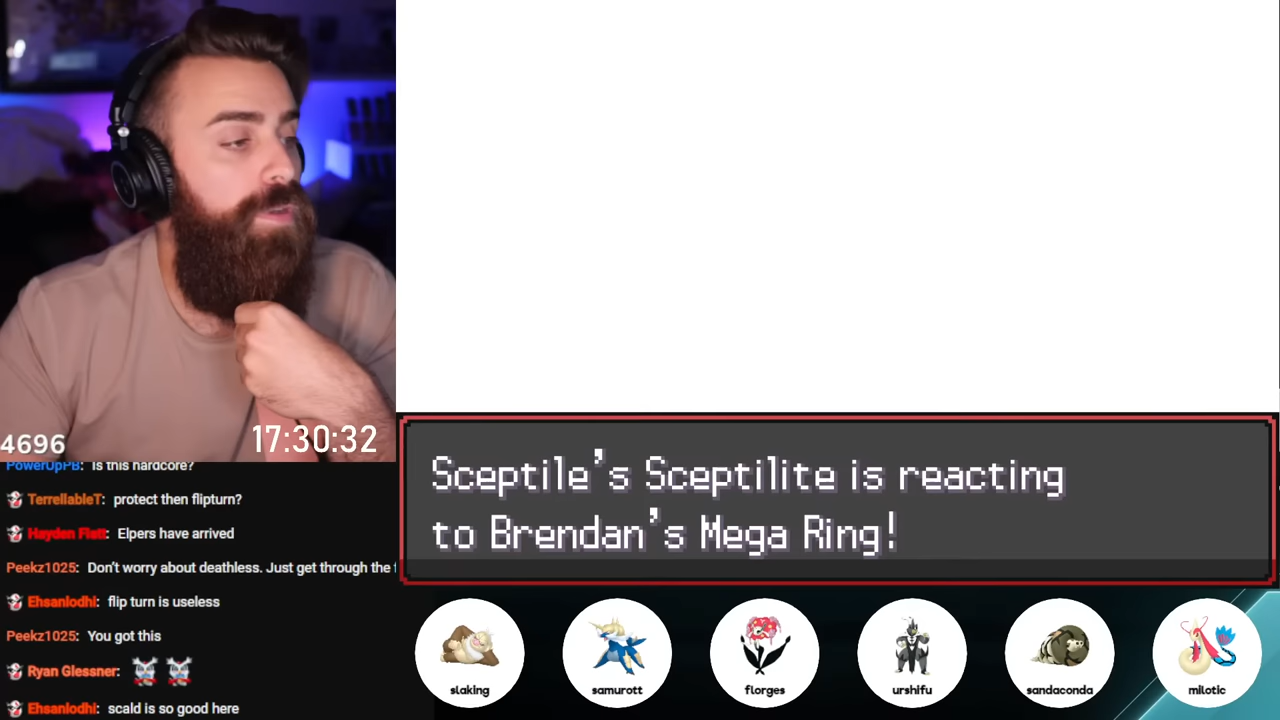 4696
17:30:32
PowerUpPB: Is this hardcore?
TerrellableT: protect then flipturn?
Hayden Flatt: Elpers have arrived
Peekz1025: Don't worry about deathless. Just get through the
Ehsanlodhi: flip turn is useless
Peekz1025: You got this
Ryan Glessner:
Ehsanlodhi: scald is so good here
Sceptile's Sceptilite is reacting
to Brendan's Mega Ring!
slaking
samurott
florges
urshifu
sandaconda
milotic